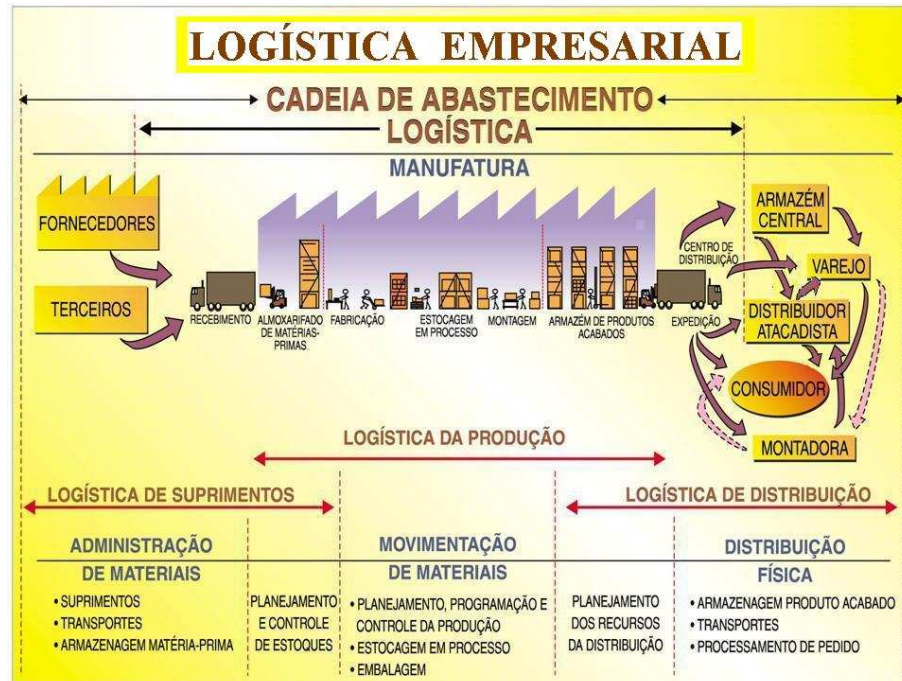 LOGÍSTICA EMPRESARIAL
CADEIA DE ABASTECIMENTO
LOGÍSTICA
MANUFATURA
FORNECEDORES
TERCEIROS
RECEBIMENTO
ALMOXARIFADO
DE MATÉRIAS-
PRIMAS
FABRICAÇÃO
ESTOCAGEM
EM PROCESSO
MONTAGEM
ARMAZÉM DE PRODUTOS
ACABADOS
EXPEDIÇÃO
CENTRO DE
DISTRIBUIÇÃO
ARMAZÉM
CENTRAL
VAREJO
DISTRIBUIDOR
ATACADISTA
CONSUMIDOR
MONTADORA
LOGÍSTICA DA PRODUÇÃO
LOGÍSTICA DE SUPRIMENTOS
LOGÍSTICA DE DISTRIBUIÇÃO
ADMINISTRAÇÃO
DE MATERIAIS
• SUPRIMENTOS
• TRANSPORTES
• ARMAZENAGEM MATÉRIA-PRIMA
PLANEJAMENTO
E CONTROLE
DE ESTOQUES
MOVIMENTAÇÃO
DE MATERIAIS
• PLANEJAMENTO, PROGRAMAÇÃO E
CONTROLE DA PRODUÇÃO
• ESTOCAGEM EM PROCESSO
• EMBALAGEM
PLANEJAMENTO
DOS RECURSOS
DA DISTRIBUIÇÃO
DISTRIBUIÇÃO
FÍSICA
• ARMAZENAGEM PRODUTO ACABADO
• TRANSPORTES
• PROCESSAMENTO DE PEDIDO